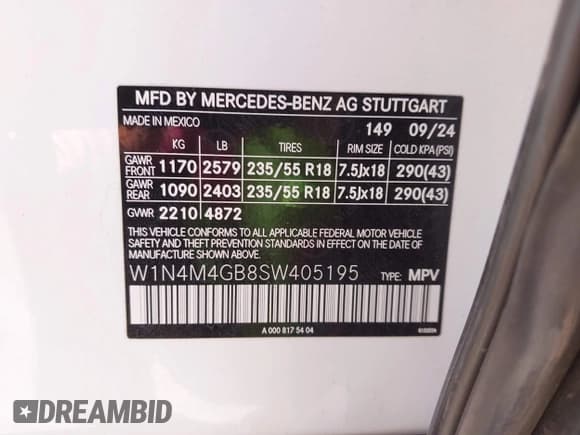 MFD BY MERCEDES-BENZ AG STUTTGART
MADE IN MEXICO 149 09/24
KG LB TIRES RIM SIZE COLD KPA(PSI)
GAWR FRONT 1170 2579 235/55 R18 7.5Jx18 290(43)
GAWR REAR 1090 2403 235/55 R18 7.5Jx18 290(43)
GVWR 2210 4872
THIS VEHICLE CONFORMS TO ALL APPLICABLE FEDERAL MOTOR VEHICLE
SAFETY AND THEFT PREVENTION STANDARDS IN EFFECT ON THE DATE OF
MANUFACTURE SHOWN ABOVE.
W1N4M4GB8SW405195 TYPE: MPV
A 000 817 54 04
DREAMBID